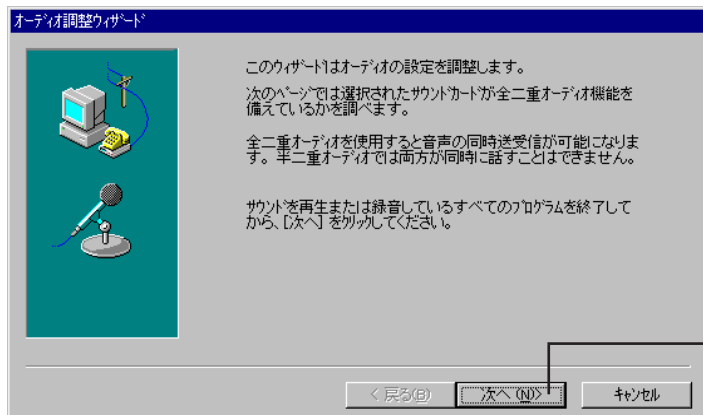 オーディオ調整ウィザード
このウィザードはオーディオの設定を調整します。
次のページでは選択されたサウンドカードが全二重オーディオ機能を
備えているかを調べます。
全二重オーディオを使用すると音声の同時送受信が可能になりま
す。半二重オーディオでは両方が同時に話すことはできません。
サウンドを再生または録音しているすべてのプログラムを終了して
から、[次へ] をクリックしてください。
< 戻る(B)
次へ (N)>
キャンセル